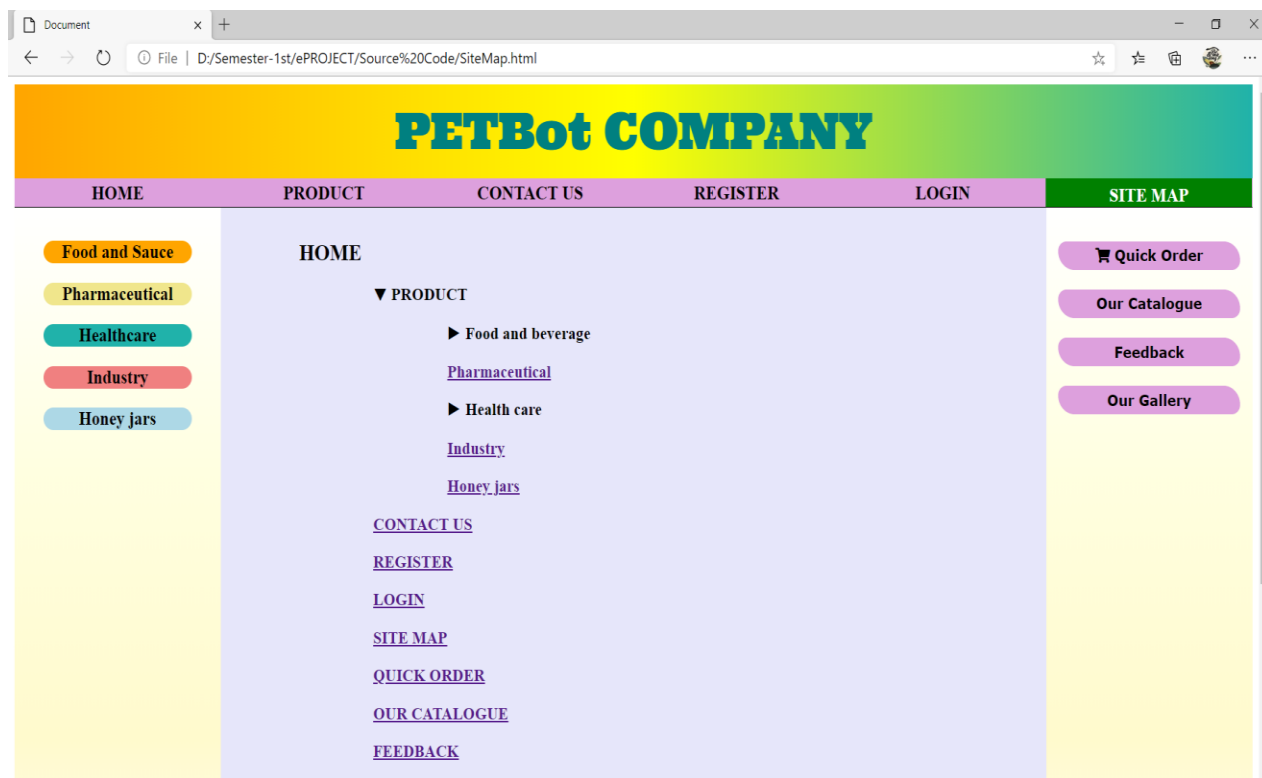 Document
File | D:/Semester-1st/ePROJECT/Source%20Code/SiteMap.html
PETBot COMPANY
HOME PRODUCT CONTACT US REGISTER LOGIN SITE MAP
Food and Sauce
Pharmaceutical
Healthcare
Industry
Honey jars
HOME
▼ PRODUCT
▶ Food and beverage
Pharmaceutical
▶ Health care
Industry
Honey jars
CONTACT US
REGISTER
LOGIN
SITE MAP
QUICK ORDER
OUR CATALOGUE
FEEDBACK
Quick Order
Our Catalogue
Feedback
Our Gallery